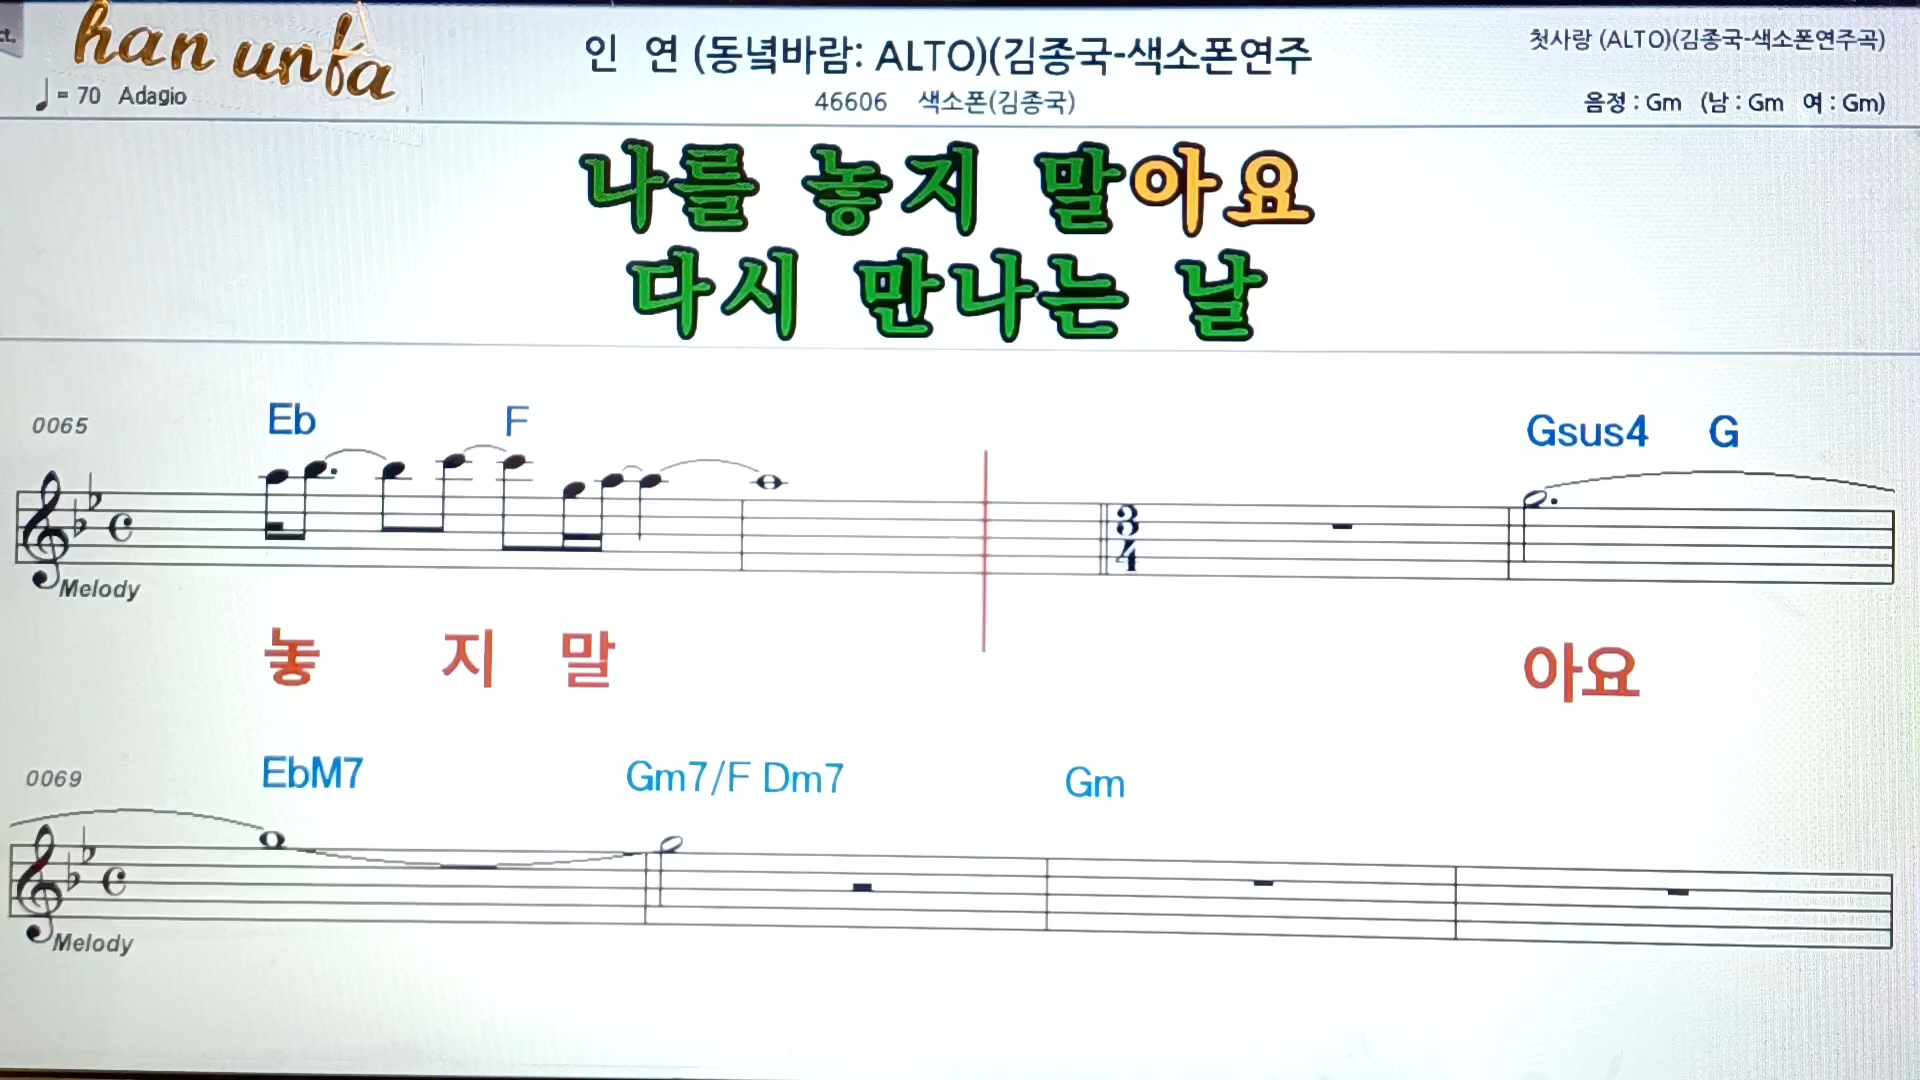 ct.
han unfa
인 연 (동녘바람: ALTO)(김종국-색소폰연주
첫사랑 (ALTO)(김종국-색소폰연주곡)
♩= 70 Adagio
46606 색소폰(김종국)
음정 : Gm (남 : Gm 여 : Gm)
나를 놓지 말아요
다시 만나는 날
0065 Eb F Gsus4 G
3
4
Melody
놓 지 말 아요
0069 EbM7 Gm7/F Dm7 Gm
Melody